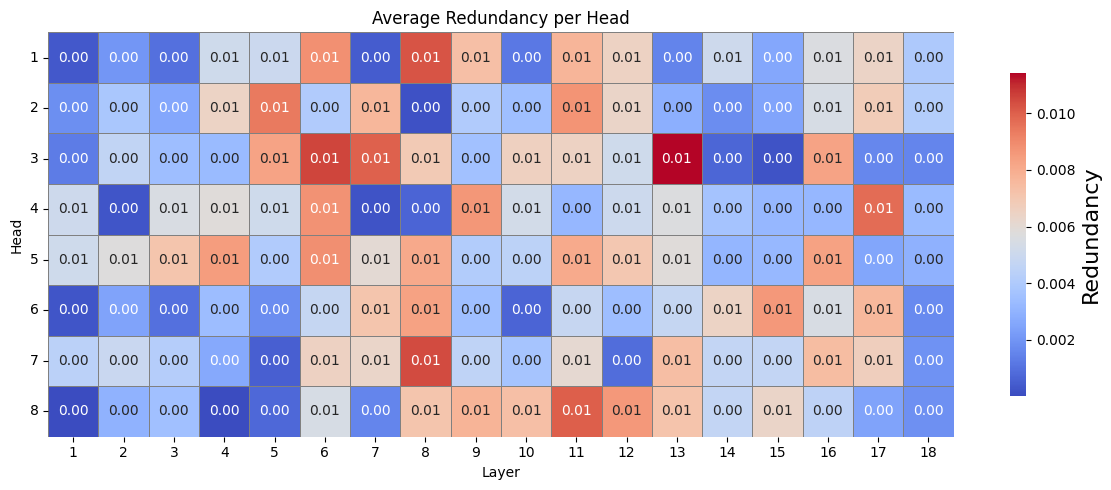 Average Redundancy per Head
1 0.00 0.00 0.00 0.01 0.01 0.01 0.00 0.01 0.01 0.00 0.01 0.01 0.00 0.01 0.00 0.01 0.01 0.00
2 0.00 0.00 0.00 0.01 0.01 0.00 0.01 0.00 0.00 0.00 0.01 0.01 0.00 0.00 0.00 0.01 0.01 0.00
3 0.00 0.00 0.00 0.00 0.01 0.01 0.01 0.01 0.00 0.01 0.01 0.01 0.01 0.00 0.00 0.01 0.00 0.00
4 0.01 0.00 0.01 0.01 0.01 0.01 0.00 0.00 0.01 0.01 0.00 0.01 0.01 0.00 0.00 0.00 0.01 0.00
5 0.01 0.01 0.01 0.01 0.00 0.01 0.01 0.01 0.00 0.00 0.01 0.01 0.01 0.00 0.00 0.01 0.00 0.00
6 0.00 0.00 0.00 0.00 0.00 0.00 0.01 0.01 0.00 0.00 0.00 0.00 0.00 0.01 0.01 0.01 0.01 0.00
7 0.00 0.00 0.00 0.00 0.00 0.01 0.01 0.01 0.00 0.00 0.01 0.00 0.01 0.00 0.00 0.01 0.01 0.00
8 0.00 0.00 0.00 0.00 0.00 0.01 0.00 0.01 0.01 0.01 0.01 0.01 0.01 0.00 0.01 0.00 0.00 0.00
1 2 3 4 5 6 7 8 9 10 11 12 13 14 15 16 17 18
Layer
Head
0.010
0.008
0.006
0.004
0.002
Redundancy